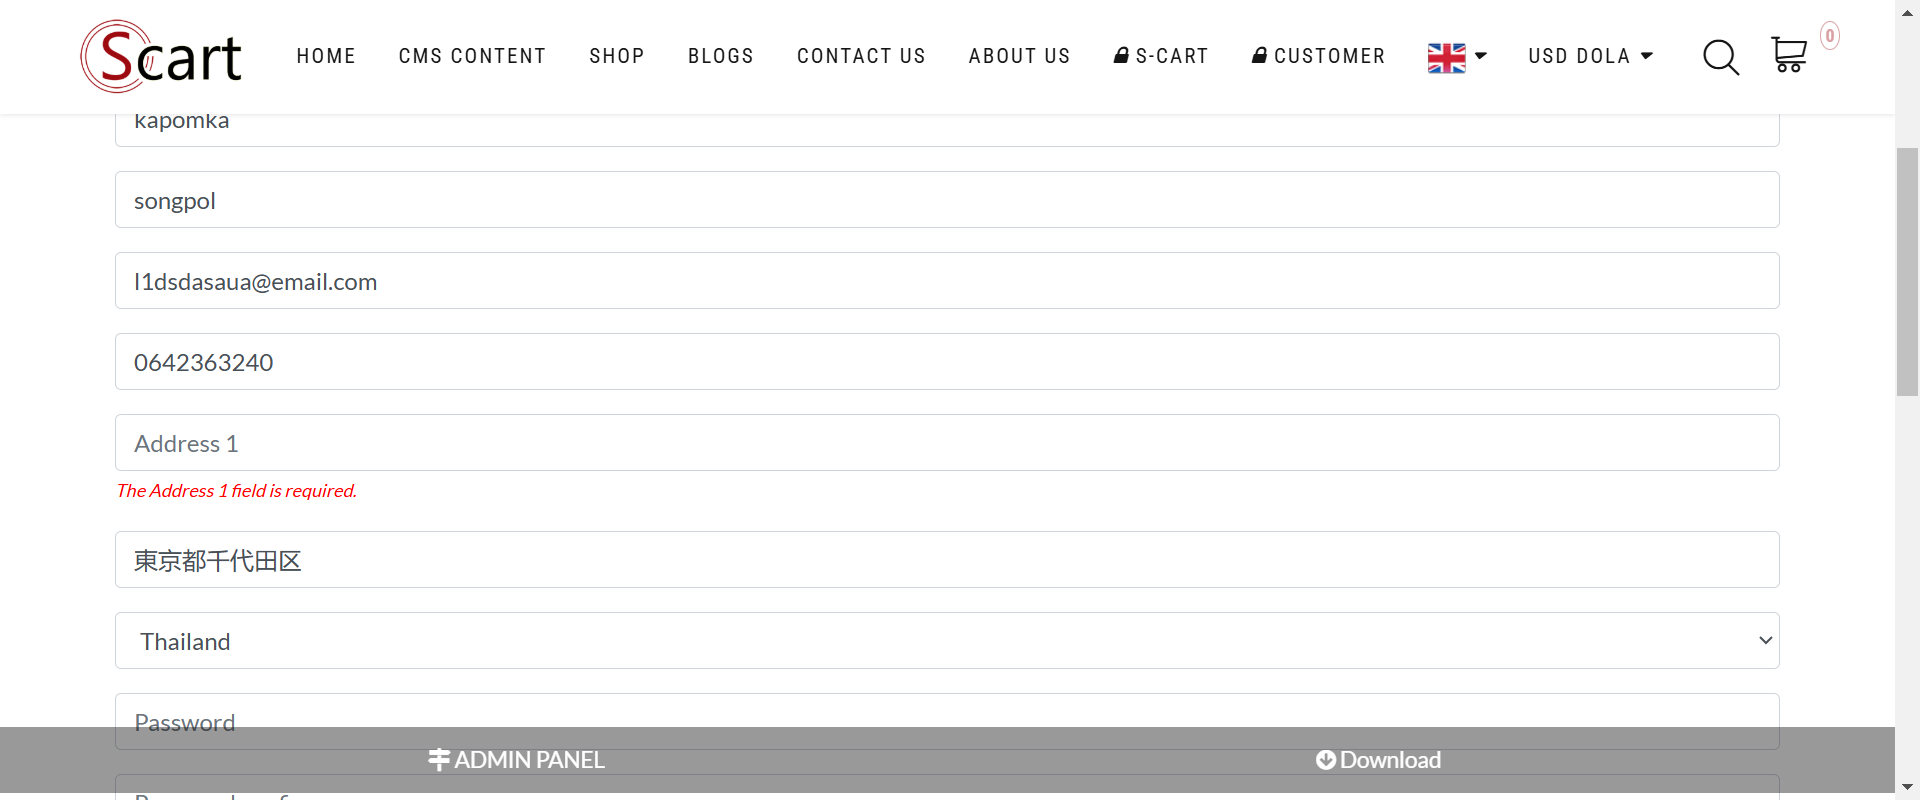 Scart
HOME
CMS CONTENT
SHOP
BLOGS
CONTACT US
ABOUT US
S-CART
CUSTOMER
USD DOLA
0
kapomka
songpol
l1dsdasaua@email.com
0642363240
Address 1
The Address 1 field is required.
東京都千代田区
Thailand
Password
ADMIN PANEL
Download